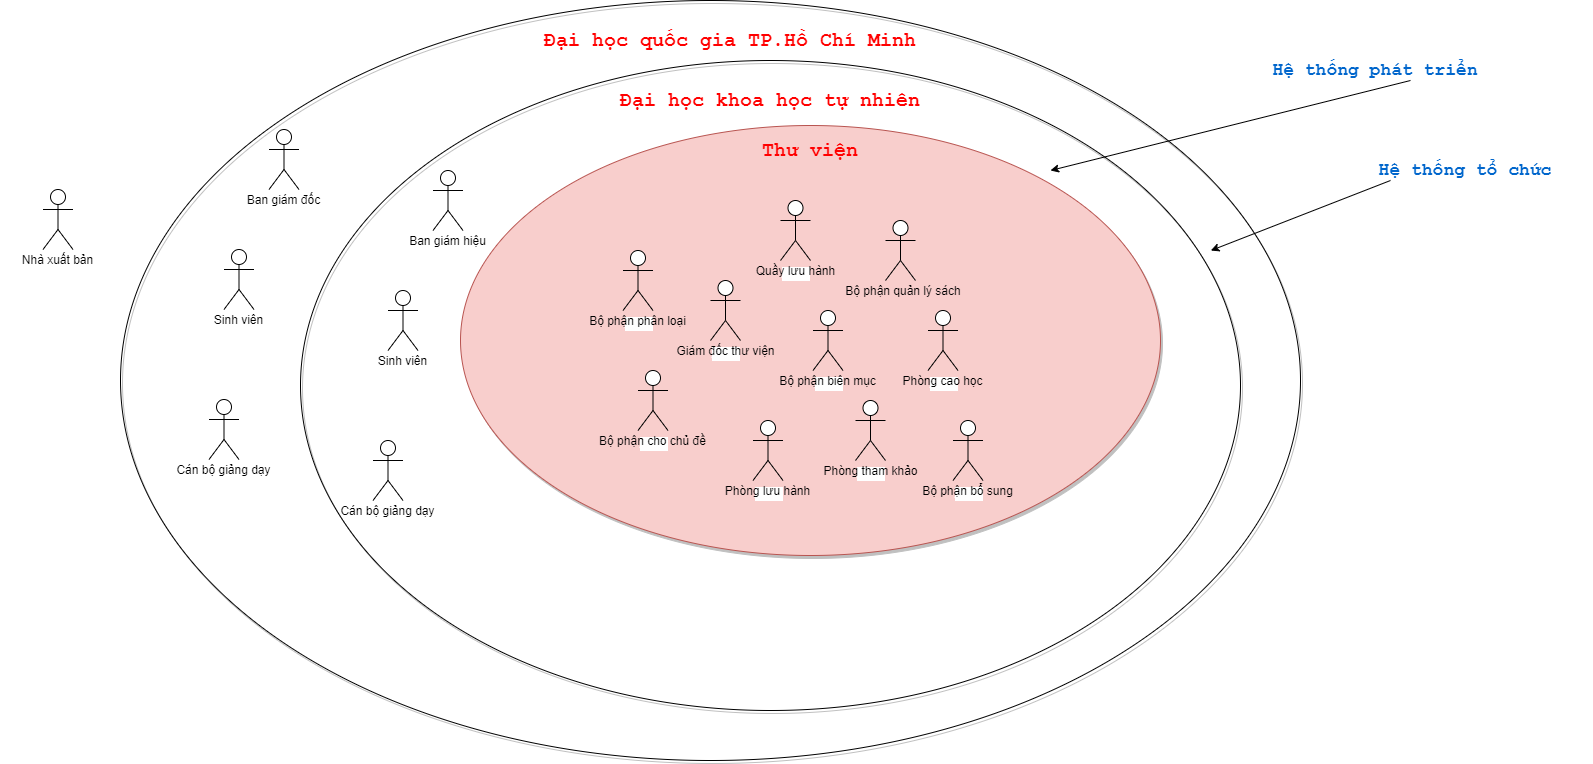 Đại học quốc gia TP.Hồ Chí Minh
Hệ thống phát triển
Đại học khoa học tự nhiên
Thư viện
Hệ thống tổ chức
Ban giám đốc
Ban giám hiệu
Nhà xuất bản
Quầy lưu hành
Bộ phận quản lý sách
Sinh viên
Bộ phận phân loại
Giám đốc thư viện
Sinh viên
Bộ phận biên mục
Phòng cao học
Bộ phận cho chủ đề
Cán bộ giảng dạy
Phòng tham khảo
Phòng lưu hành
Bộ phận bổ sung
Cán bộ giảng dạy